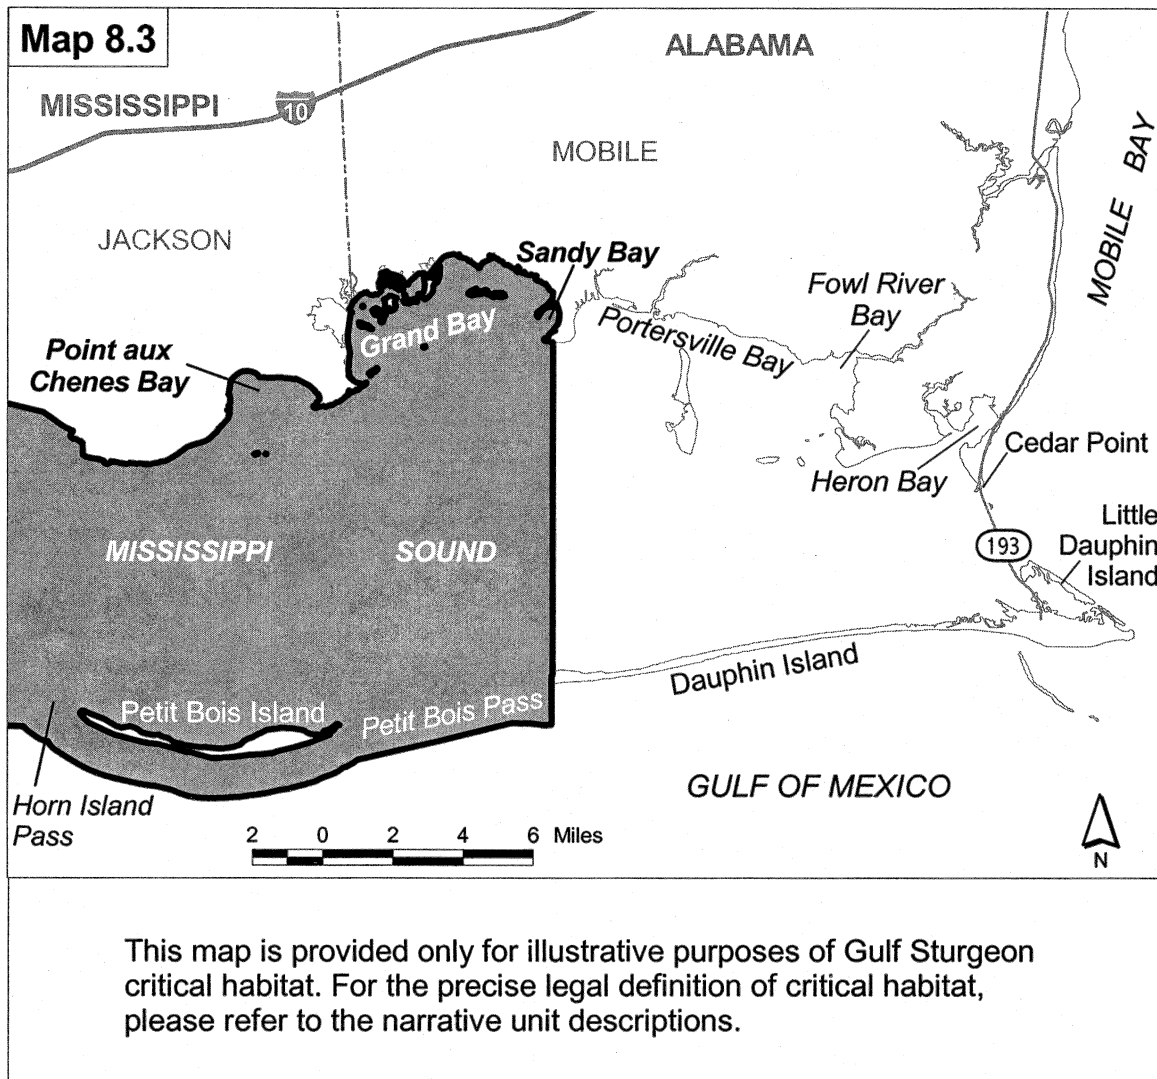 Map 8.3
ALABAMA
MISSISSIPPI
10
MOBILE
MOBILE BAY
JACKSON
Sandy Bay
Fowl River
Bay
Grand Bay
Portersville Bay
Point aux
Chenes Bay
Cedar Point
Heron Bay
Little
Dauphin
Island
193
MISSISSIPPI SOUND
Dauphin Island
Petit Bois Island
Petit Bois Pass
GULF OF MEXICO
Horn Island
Pass
2 0 2 4 6 Miles
N
This map is provided only for illustrative purposes of Gulf Sturgeon
critical habitat. For the precise legal definition of critical habitat,
please refer to the narrative unit descriptions.